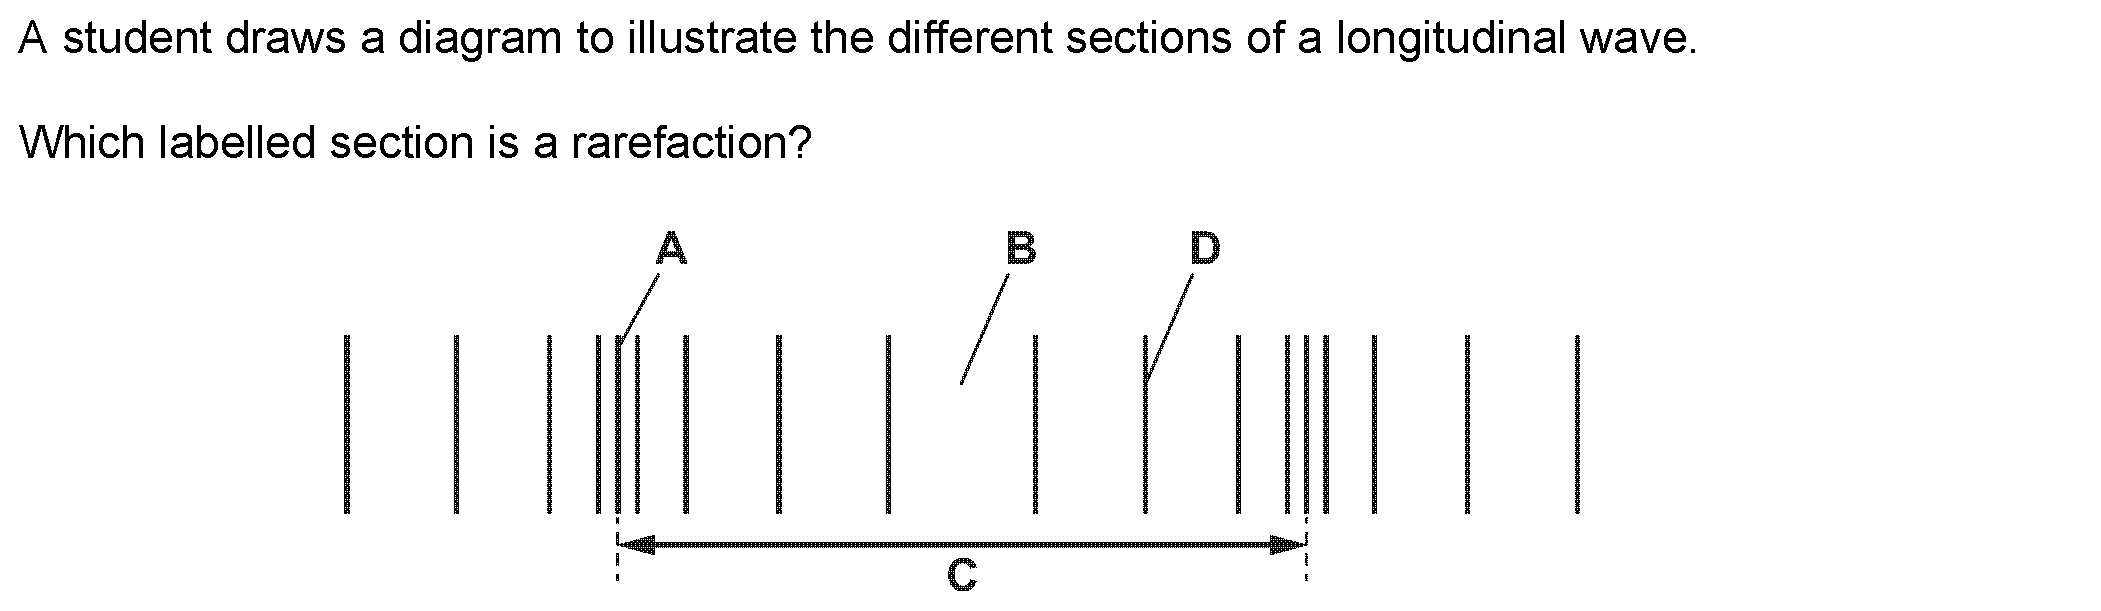 A student draws a diagram to illustrate the different sections of a longitudinal wave.
Which labelled section is a rarefaction?
A B D
C